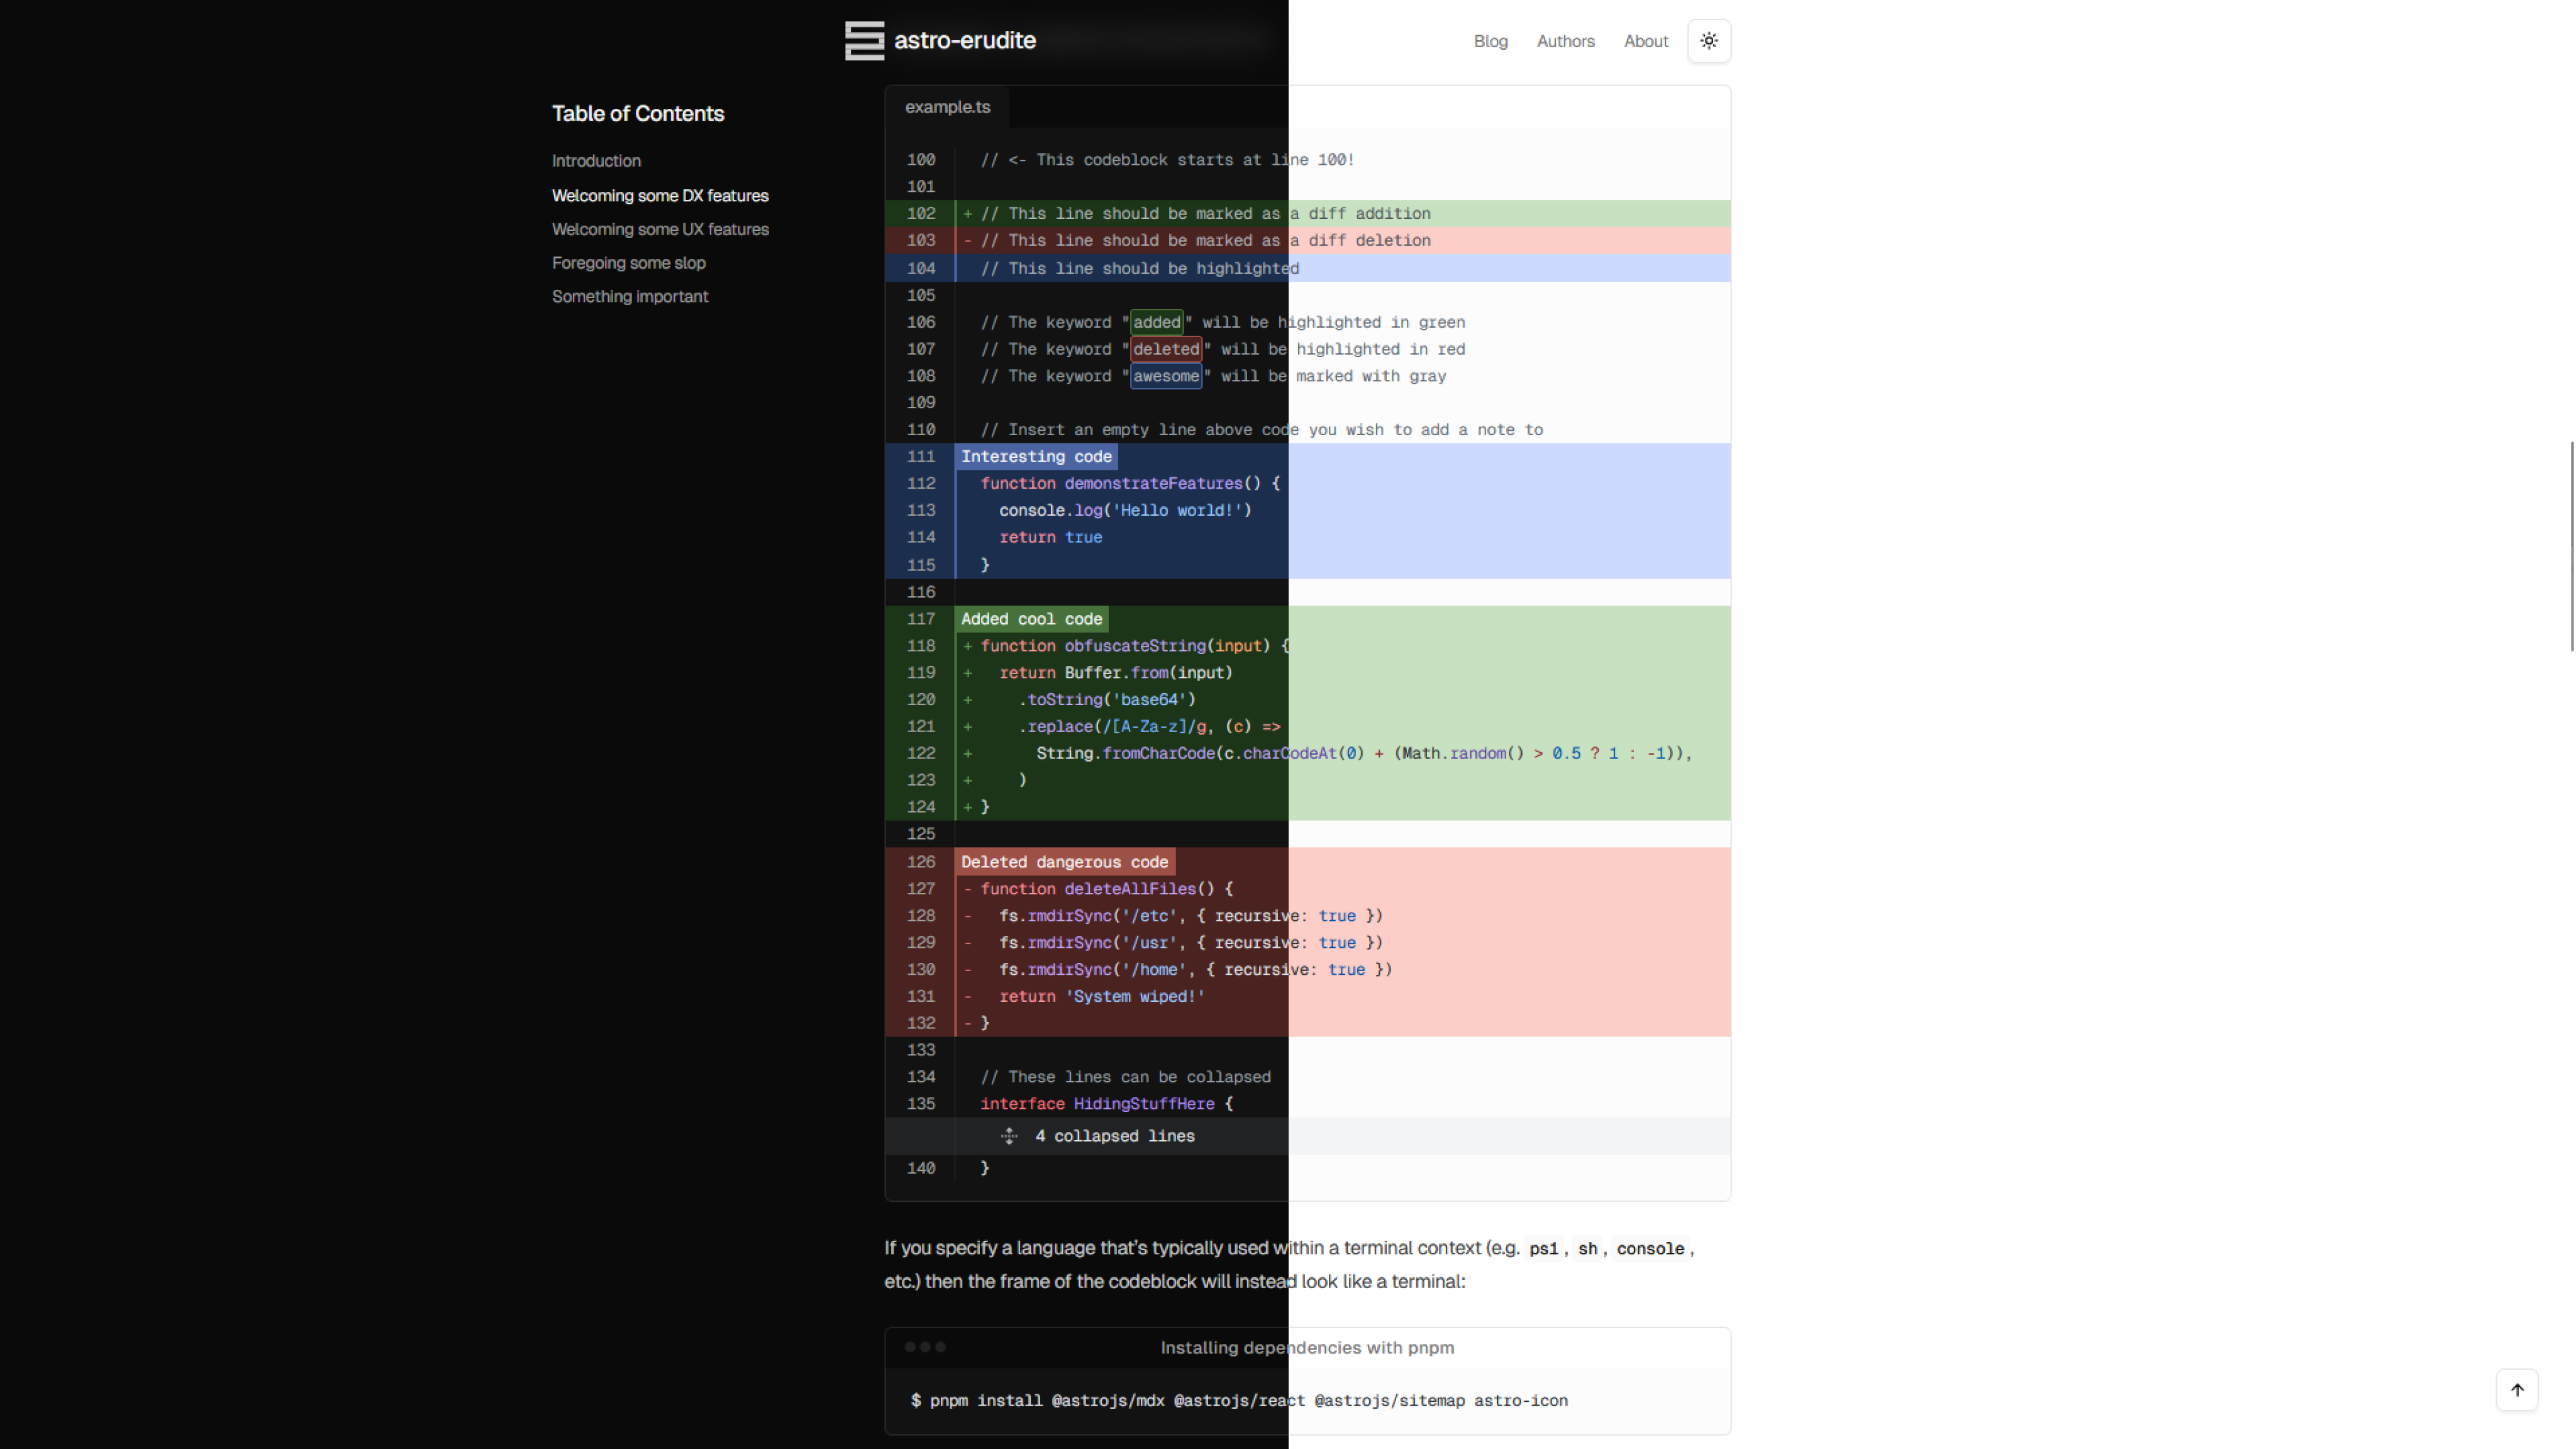 astro-erudite
Blog Authors About
Table of Contents
Introduction
Welcoming some DX features
Welcoming some UX features
Foregoing some slop
Something important
example.ts
100 // <- This codeblock starts at line 100!
101
102 + // This line should be marked as a diff addition
103 - // This line should be marked as a diff deletion
104 // This line should be highlighted
105
106 // The keyword "added" will be highlighted in green
107 // The keyword "deleted" will be highlighted in red
108 // The keyword "awesome" will be marked with gray
109
110 // Insert an empty line above code you wish to add a note to
111 Interesting code
112 function demonstrateFeatures() {
113 console.log('Hello world!')
114 return true
115 }
116
117 Added cool code
118 + function obfuscateString(input) {
119 + return Buffer.from(input)
120 + .toString('base64')
121 + .replace(/[A-Za-z]/g, (c) =>
122 + String.fromCharCode(c.charCodeAt(0) + (Math.random() > 0.5 ? 1 : -1)),
123 + )
124 + }
125
126 Deleted dangerous code
127 - function deleteAllFiles() {
128 - fs.rmdirSync('/etc', { recursive: true })
129 - fs.rmdirSync('/usr', { recursive: true })
130 - fs.rmdirSync('/home', { recursive: true })
131 - return 'System wiped!'
132 - }
133
134 // These lines can be collapsed
135 interface HidingStuffHere {
4 collapsed lines
140 }
If you specify a language that's typically used within a terminal context (e.g. ps1, sh, console,
etc.) then the frame of the codeblock will instead look like a terminal:
Installing dependencies with pnpm
$ pnpm install @astrojs/mdx @astrojs/react @astrojs/sitemap astro-icon